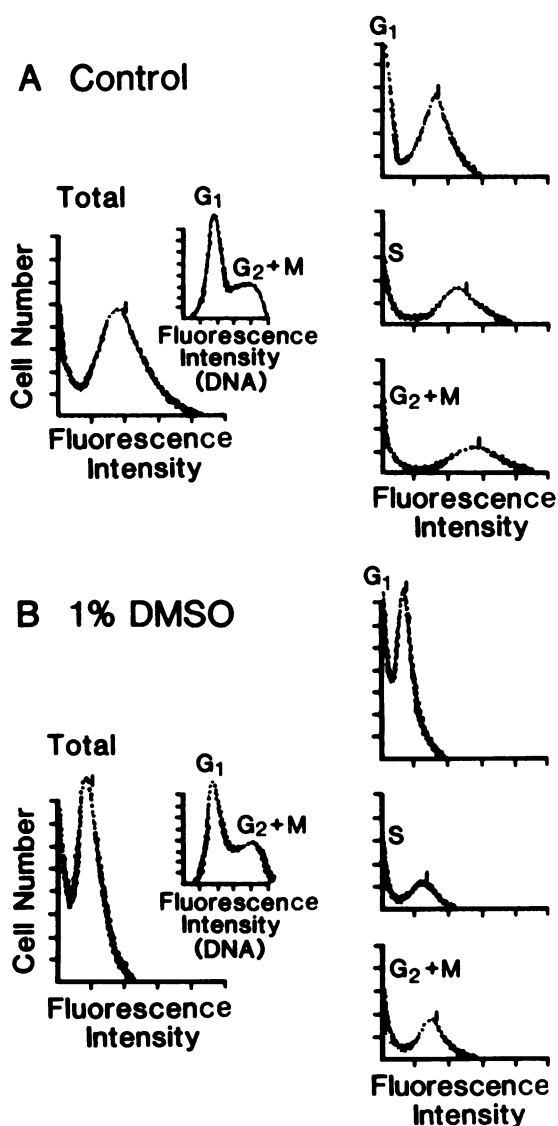 A Control
Total
Cell Number
Fluorescence
Intensity
G₁
G₂+M
Fluorescence
Intensity
(DNA)
G₁
S
G₂+M
Fluorescence
Intensity
B 1% DMSO
Total
Cell Number
Fluorescence
Intensity
G₁
G₂+M
Fluorescence
Intensity
(DNA)
G₁
S
G₂+M
Fluorescence
Intensity